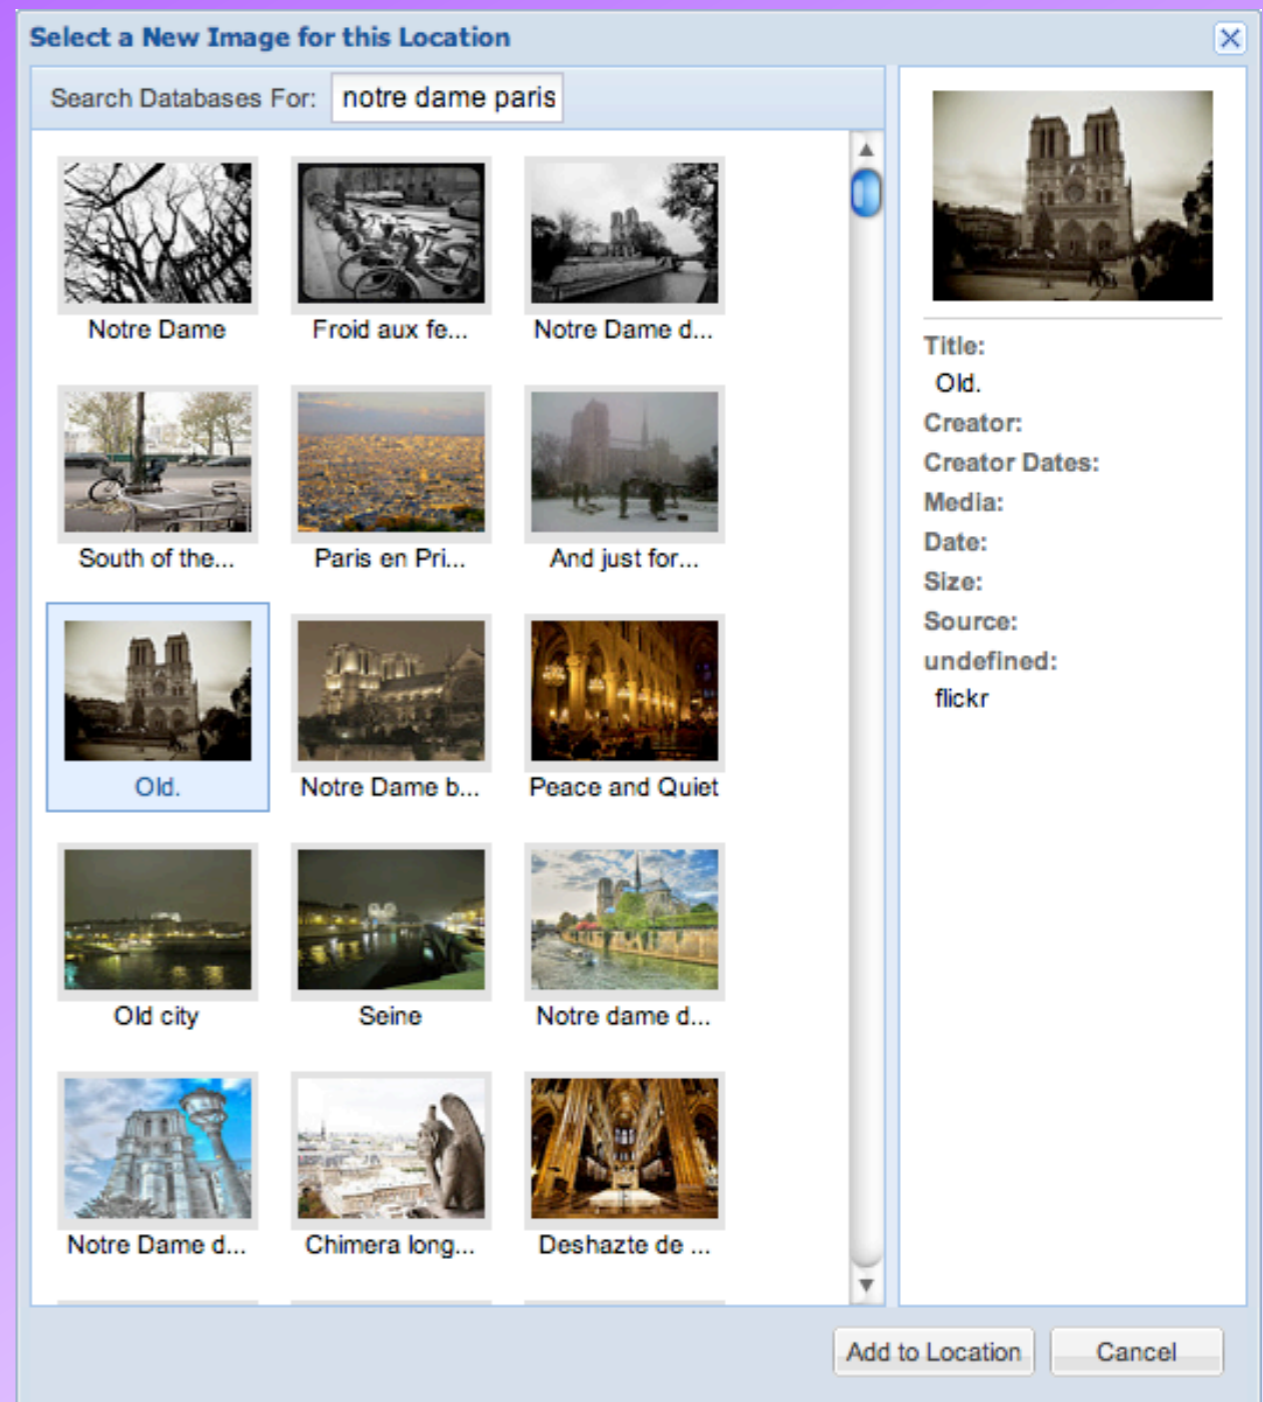 Select a New Image for this Location
Search Databases For: notre dame paris
Notre Dame
Froid aux fe...
Notre Dame d...
South of the...
Paris en Pri...
And just for...
Old.
Notre Dame b...
Peace and Quiet
Old city
Seine
Notre dame d...
Notre Dame d...
Chimera long...
Deshazte de ...
Title:
Old.
Creator:
Creator Dates:
Media:
Date:
Size:
Source:
undefined:
flickr
Add to Location
Cancel